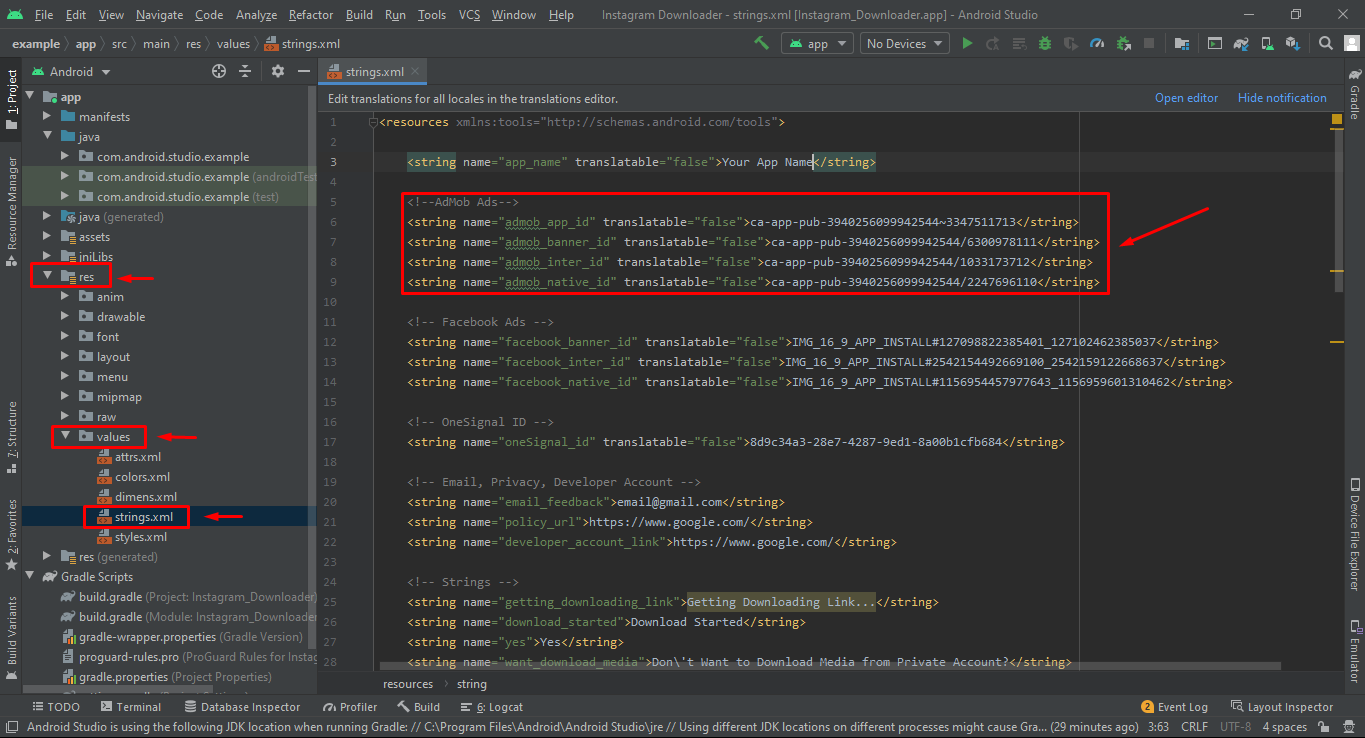 File Edit View Navigate Code Analyze Refactor Build Run Tools VCS Window Help Instagram Downloader - strings.xml [Instagram_Downloader.app] - Android Studio
example app src main res values strings.xml app No Devices
Android
strings.xml
1: Project
Resource Manager
Z: Structure
2: Favorites
Build Variants
app
manifests
java
com.android.studio.example
com.android.studio.example (androidTest
com.android.studio.example (test)
java (generated)
assets
jniLibs
res
anim
drawable
font
layout
menu
mipmap
raw
values
attrs.xml
colors.xml
dimens.xml
strings.xml
styles.xml
res (generated)
Gradle Scripts
build.gradle (Project: Instagram_Downloader)
build.gradle (Module: Instagram_Downloader
gradle-wrapper.properties (Gradle Version)
proguard-rules.pro (ProGuard Rules for Instag
gradle.properties (Project Properties)
Edit translations for all locales in the translations editor. Open editor Hide notification
1 <resources xmlns:tools="http://schemas.android.com/tools">
2
3 <string name="app_name" translatable="false">Your App Name</string>
4
5 <!--AdMob Ads-->
6 <string name="admob_app_id" translatable="false">ca-app-pub-3940256099942544~3347511713</string>
7 <string name="admob_banner_id" translatable="false">ca-app-pub-3940256099942544/6300978111</string>
8 <string name="admob_inter_id" translatable="false">ca-app-pub-3940256099942544/1033173712</string>
9 <string name="admob_native_id" translatable="false">ca-app-pub-3940256099942544/2247696110</string>
10
11 <!-- Facebook Ads -->
12 <string name="facebook_banner_id" translatable="false">IMG_16_9_APP_INSTALL#127098822385401_127102462385037</string>
13 <string name="facebook_inter_id" translatable="false">IMG_16_9_APP_INSTALL#2542154492669100_2542159122668637</string>
14 <string name="facebook_native_id" translatable="false">IMG_16_9_APP_INSTALL#1156954457977643_1156959601310462</string>
15
16 <!-- OneSignal ID -->
17 <string name="oneSignal_id" translatable="false">8d9c34a3-28e7-4287-9ed1-8a00b1cfb684</string>
18
19 <!-- Email, Privacy, Developer Account -->
20 <string name="email_feedback">email@gmail.com</string>
21 <string name="policy_url">https://www.google.com/</string>
22 <string name="developer_account_link">https://www.google.com/</string>
23
24 <!-- Strings -->
25 <string name="getting_downloading_link">Getting Downloading Link...</string>
26 <string name="download_started">Download Started</string>
27 <string name="yes">Yes</string>
28 <string name="want_download_media">Don\'t Want to Download Media from Private Account?</string>
resources string
Gradle
Device File Explorer
Emulator
TODO Terminal Database Inspector Profiler Build 6: Logcat 2 Event Log Layout Inspector
Android Studio is using the following JDK location when running Gradle: // C:\Program Files\Android\Android Studio\jre // Using different JDK locations on different processes might cause Gra... (29 minutes ago) 3:63 CRLF UTF-8 4 spaces